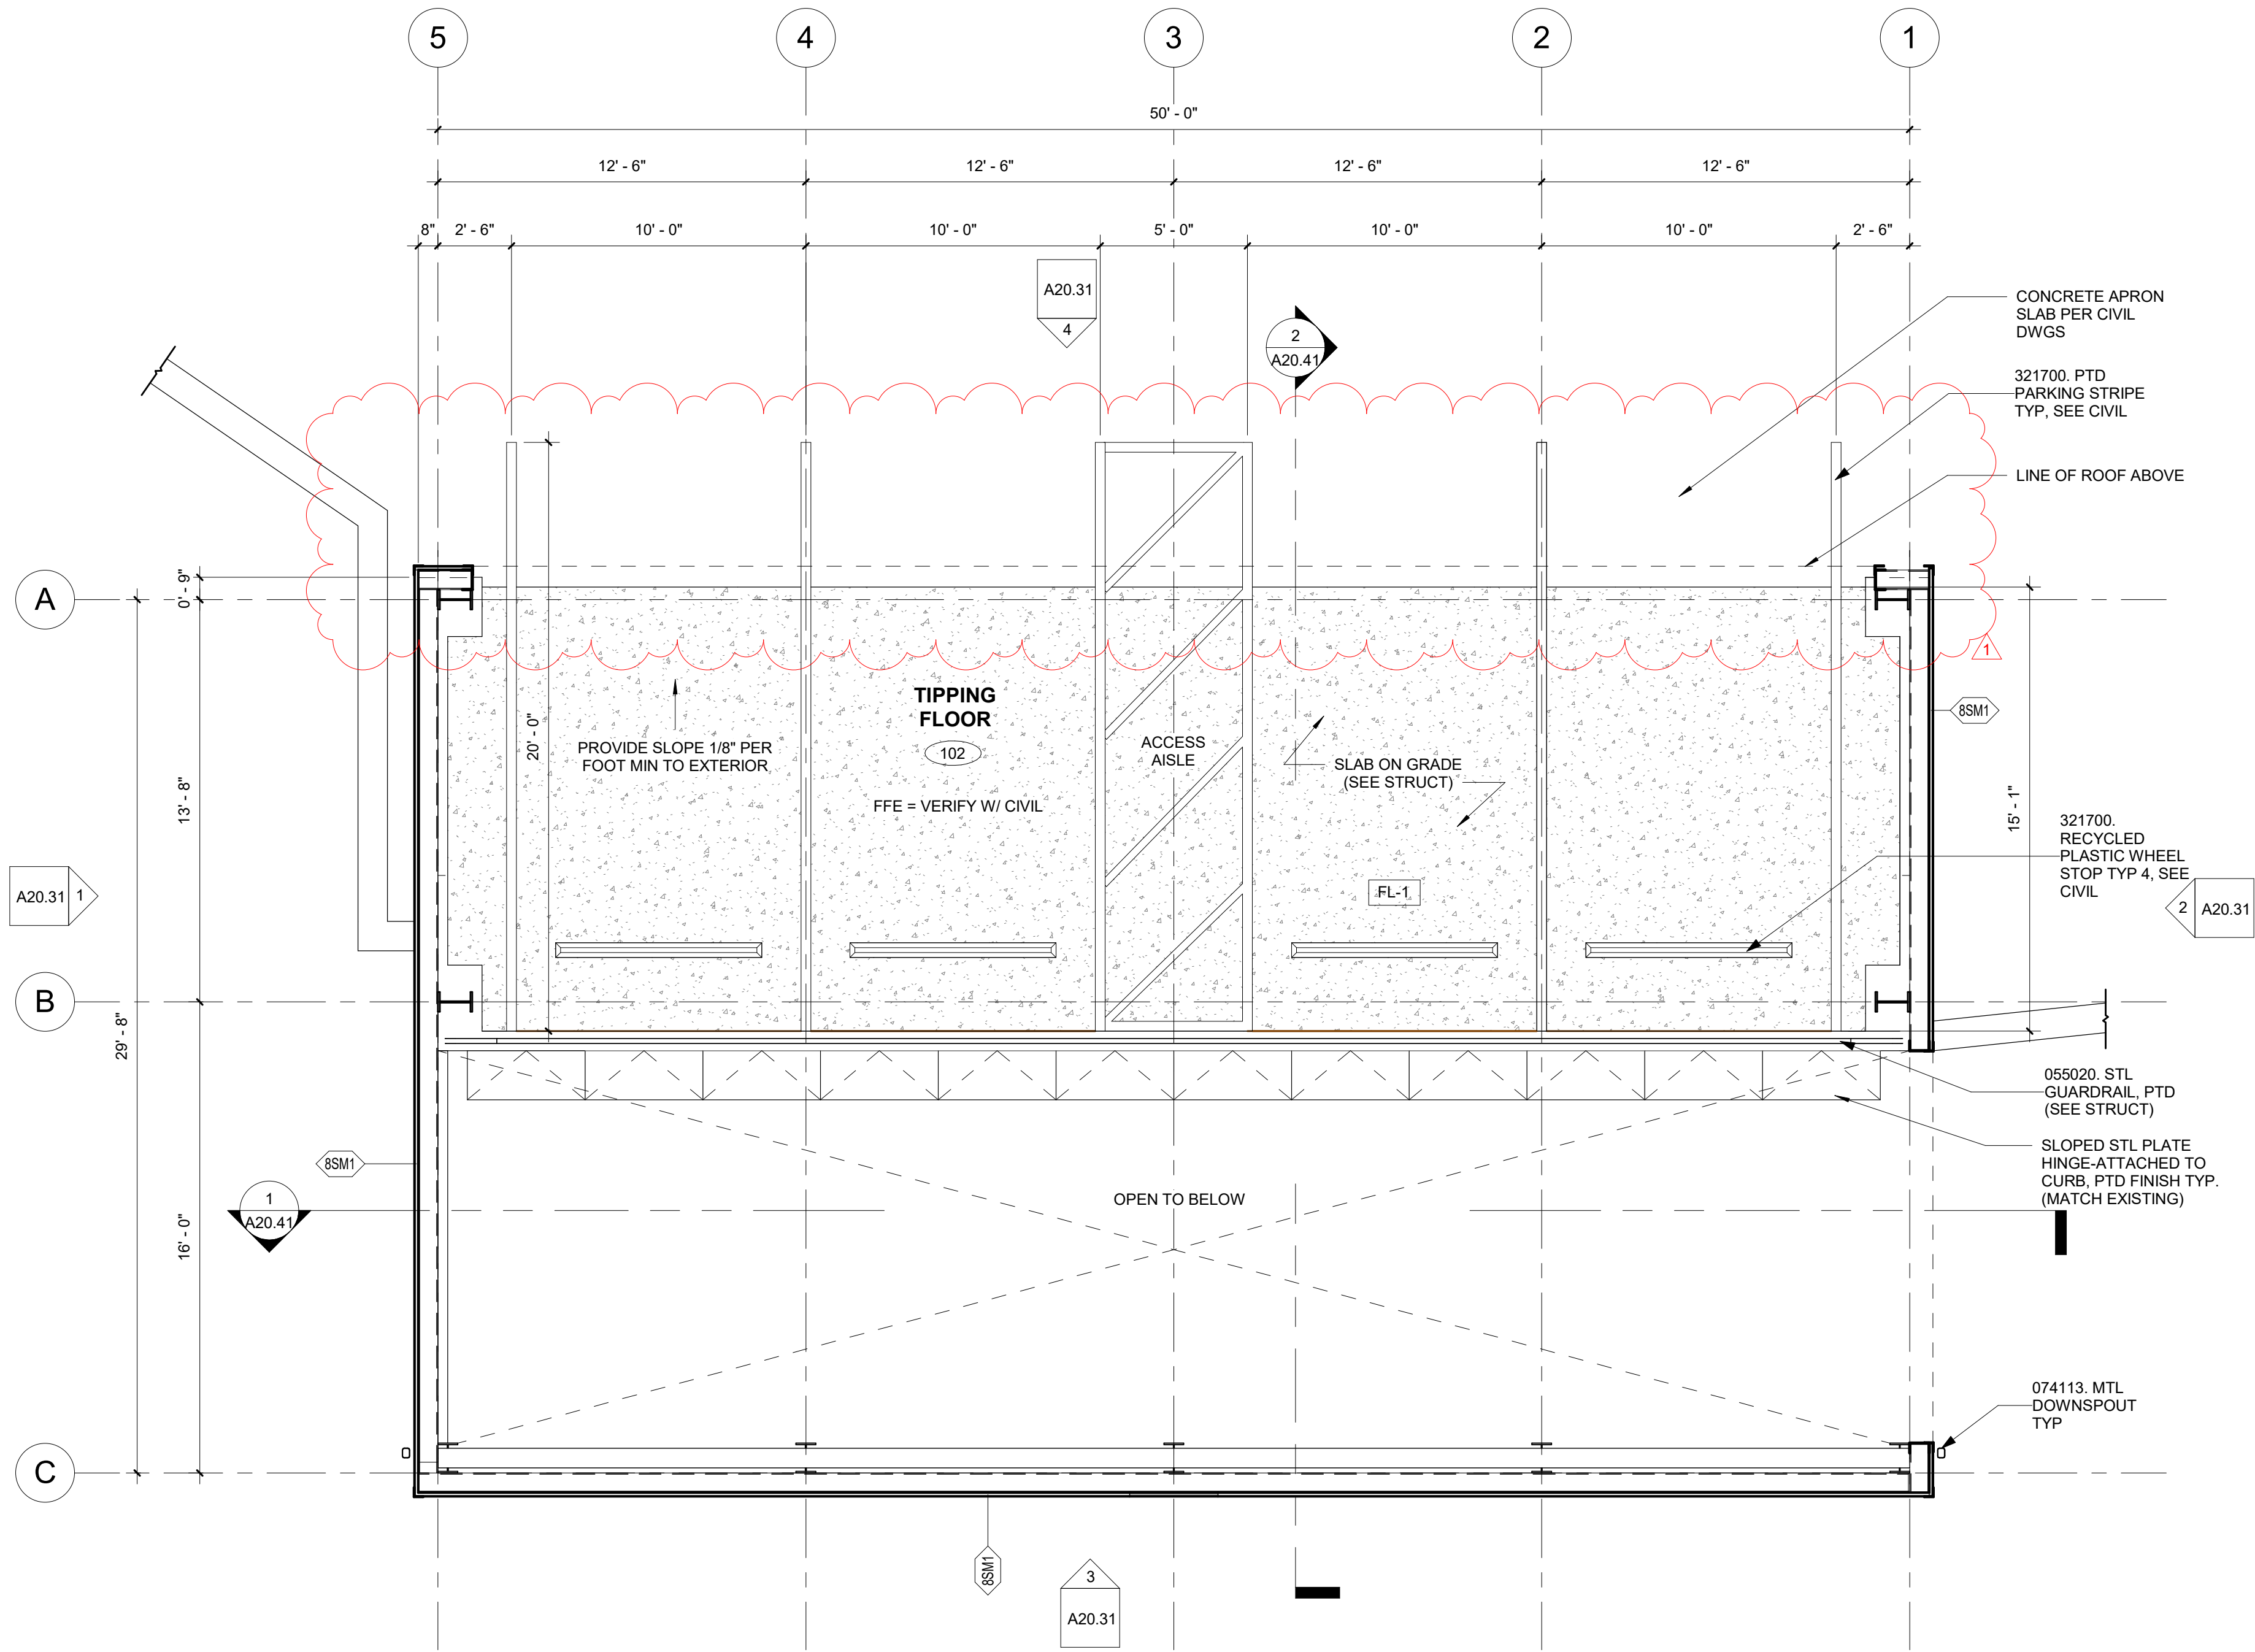 5
4
3
2
1
50' - 0"
12' - 6"
12' - 6"
12' - 6"
12' - 6"
8"
2' - 6"
10' - 0"
10' - 0"
5' - 0"
10' - 0"
10' - 0"
2' - 6"
A20.31
4
2
A20.41
CONCRETE APRON
SLAB PER CIVIL
DWGS
321700. PTD
PARKING STRIPE
TYP, SEE CIVIL
LINE OF ROOF ABOVE
A
0' - 9"
1
TIPPING
FLOOR
102
8SM1
20' - 0"
PROVIDE SLOPE 1/8" PER
FOOT MIN TO EXTERIOR
ACCESS
AISLE
SLAB ON GRADE
(SEE STRUCT)
FFE = VERIFY W/ CIVIL
13' - 8"
15' - 1"
321700.
RECYCLED
PLASTIC WHEEL
STOP TYP 4, SEE
CIVIL
A20.31
1
FL-1
2
A20.31
B
29' - 8"
055020. STL
GUARDRAIL, PTD
(SEE STRUCT)
SLOPED STL PLATE
HINGE-ATTACHED TO
CURB, PTD FINISH TYP.
(MATCH EXISTING)
8SM1
1
A20.41
OPEN TO BELOW
16' - 0"
074113. MTL
DOWNSPOUT
TYP
C
8SM1
3
A20.31